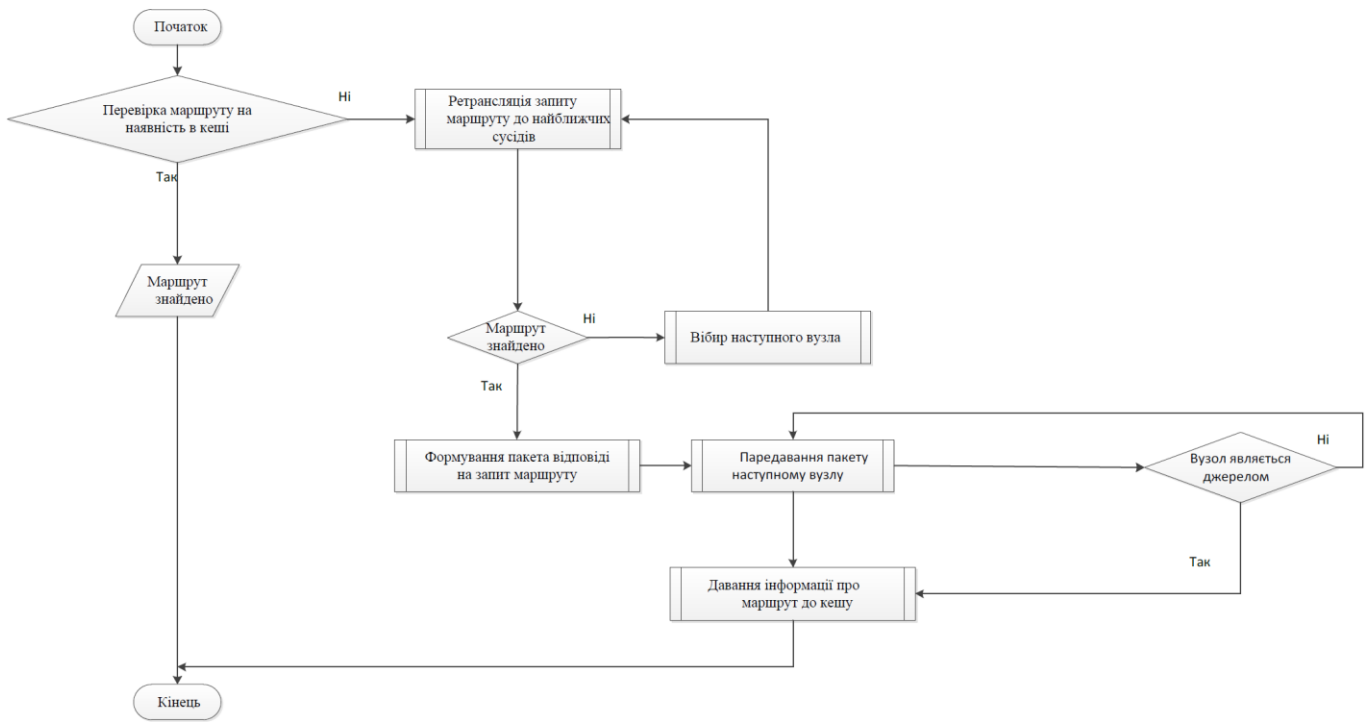 Початок
Перевірка маршруту на
наявність в кеші
Ні
Ретрансляція запиту
маршруту до найближчих
сусідів
Так
Маршрут
знайдено
Маршрут
знайдено
Ні
Вібир наступного вузла
Так
Формування пакета відповіді
на запит маршруту
Паредавання пакету
наступному вузлу
Вузол являється
джерелом
Ні
Так
Давання інформації про
маршрут до кешу
Кінець